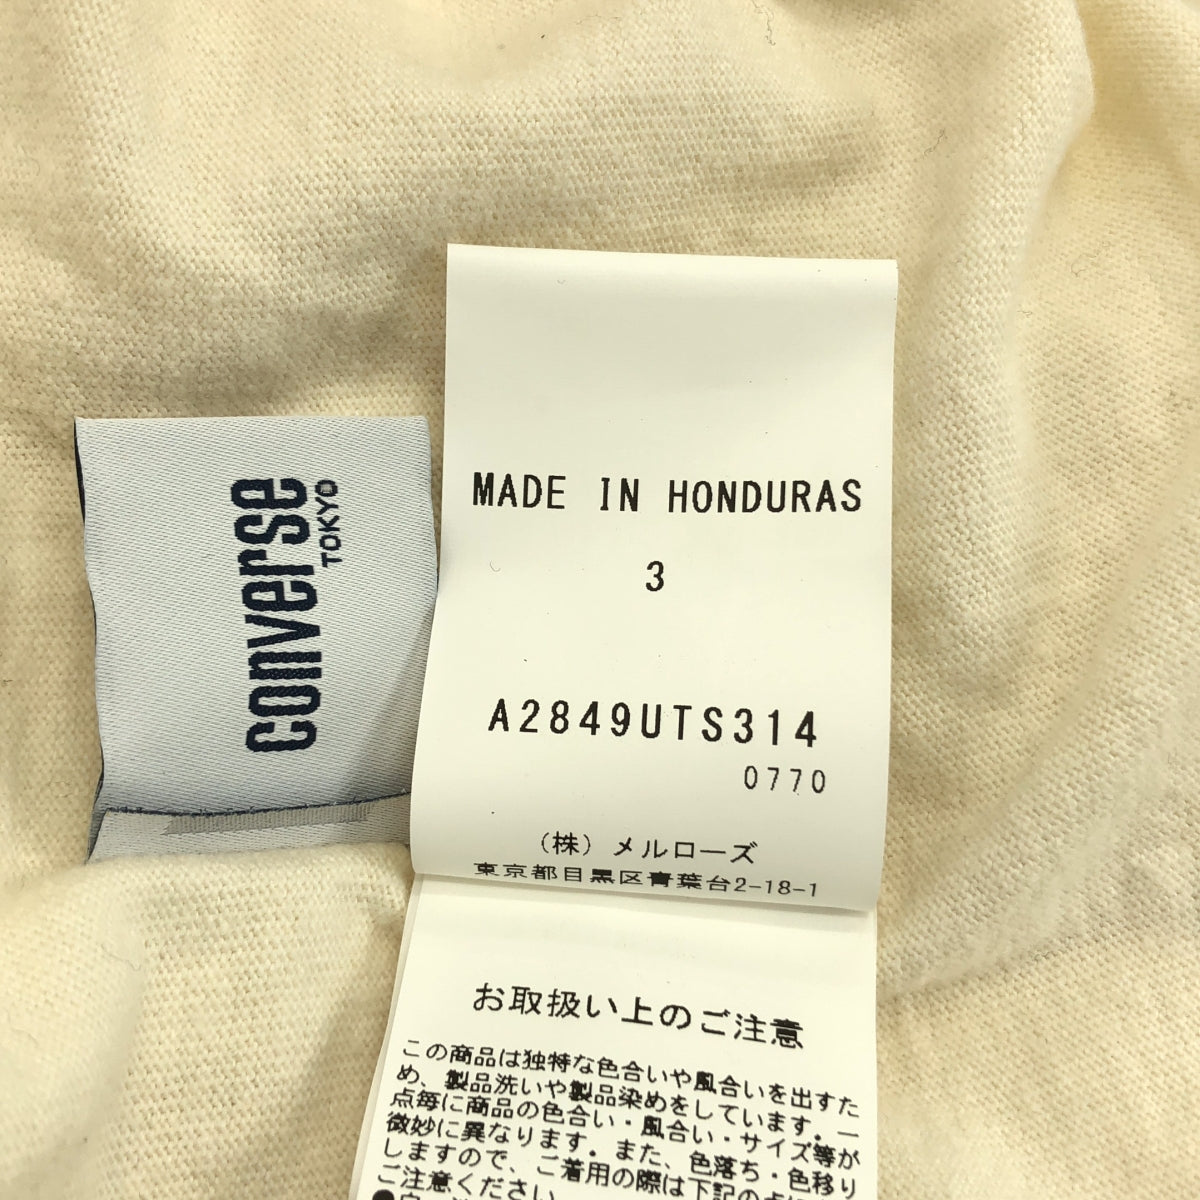 converse
TOKYO
MADE IN HONDURAS
3
A2849UTS314
0770
（株）メルローズ
東京都目黒区青葉台2-18-1
お取扱い上のご注意
この商品は独特な色合いや風合いを出すた
め、製品洗いや製品染めをしています。一
点毎に商品の色合い・風合い・サイズ等が
微妙に異なります。また、色落ち・色移り
しますので、ご着用の際は下記の点に
ご注意ください。